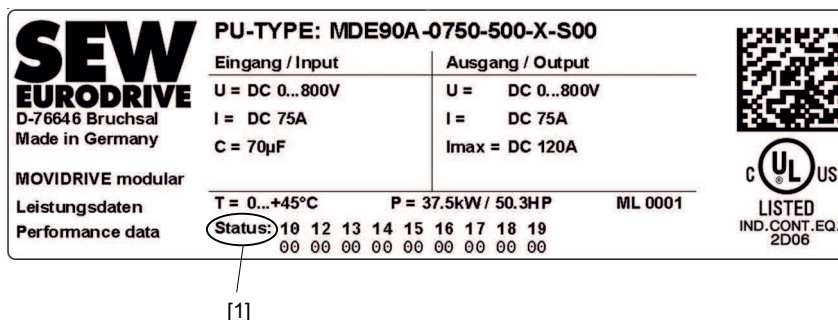 SEW
EURODRIVE
D-76646 Bruchsal
Made in Germany
MOVIDRIVE modular
Leistungsdaten
Performance data
PU-TYPE: MDE90A-0750-500-X-S00
Eingang / Input
U = DC 0...800V
I = DC 75A
C = 70µF
Ausgang / Output
U = DC 0...800V
I = DC 75A
Imax = DC 120A
T = 0...+45°C P = 37.5kW / 50.3HP ML 0001
Status: 10 12 13 14 15 16 17 18 19
00 00 00 00 00 00 00 00 00
C UL US
®
LISTED
IND.CONT.EQ.
2D06
[1]